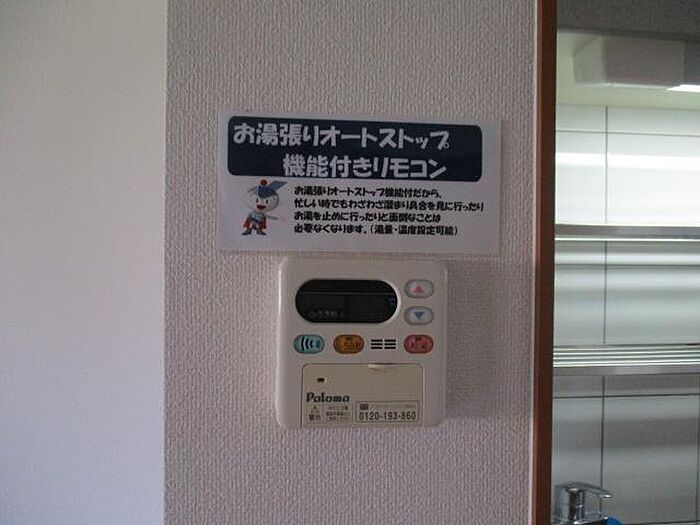 お湯張りオートストップ
機能付きリモコン
お湯張りオートストップ機能付だから、
忙しい時でもわざわざ溜まり具合を見に行ったり
お湯を止めに行ったりと面倒なことは
必要なくなります。(湯量・温度設定可能)
Paloma
0120-193-860